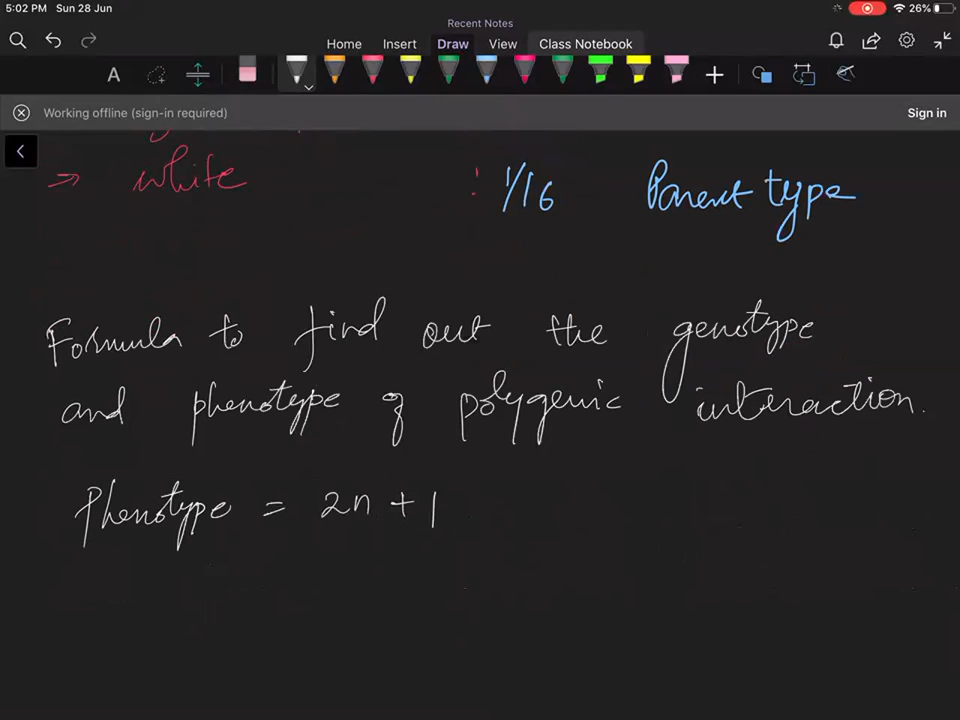 5:02 PM Sun 28 Jun 26%
Recent Notes
Home Insert Draw View Class Notebook
A
Working offline (sign-in required) Sign in
⇒ white : 1/16 Parent type
Formula to find out the genotype
and phenotype of polygenic interaction.
Phenotype = 2n + 1